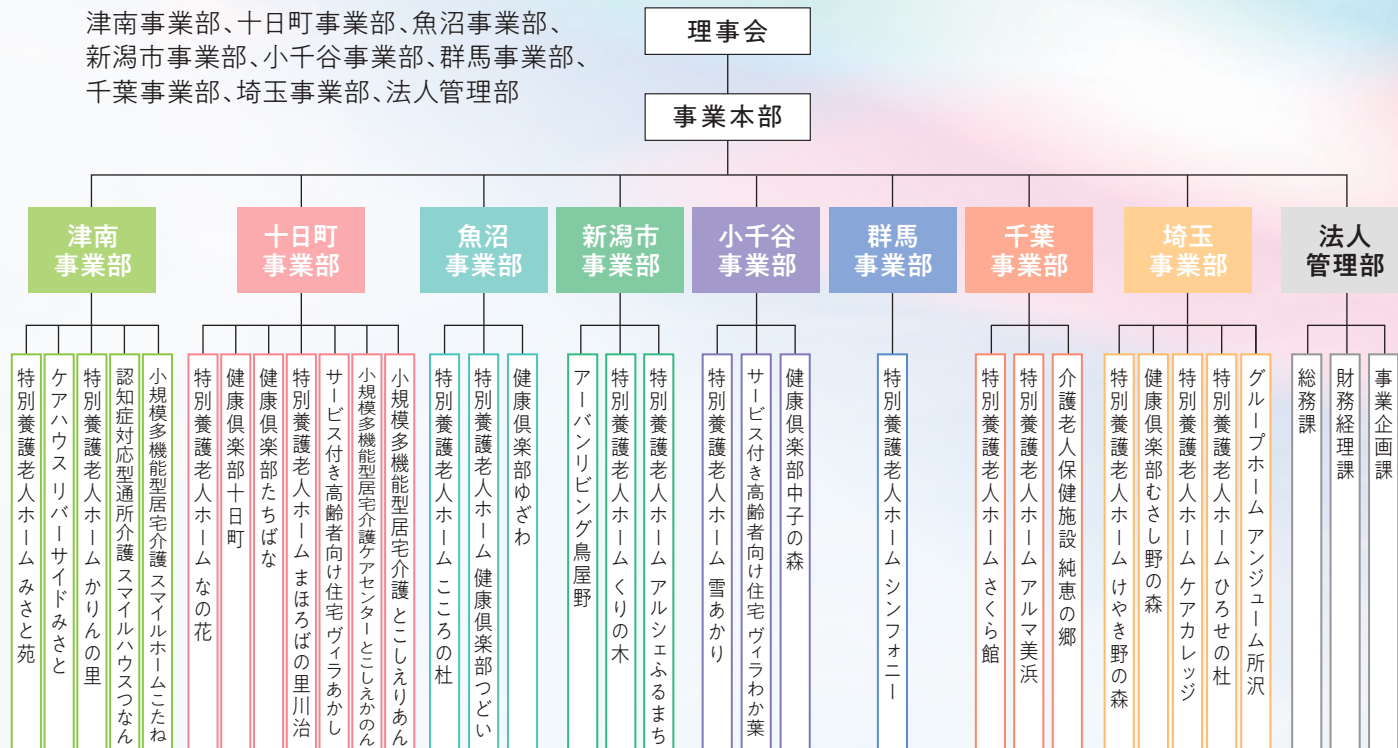 津南事業部、十日町事業部、魚沼事業部、
新潟市事業部、小千谷事業部、群馬事業部、
千葉事業部、埼玉事業部、法人管理部
理事会
事業本部
津南
事業部
特別養護老人ホーム みさと苑
ケアハウス リバーサイドみさと
特別養護老人ホーム かりんの里
認知症対応型通所介護 スマイルハウスつなん
小規模多機能型居宅介護 スマイルホームこたね
十日町
事業部
特別養護老人ホーム なの花
健康倶楽部十日町
健康倶楽部たちばな
特別養護老人ホーム まほろばの里川治
サービス付き高齢者向け住宅 ヴィラあかし
小規模多機能型居宅介護ケアセンターとこしえかのん
小規模多機能型居宅介護 とこしえりあん
魚沼
事業部
特別養護老人ホーム こころの杜
特別養護老人ホーム 健康倶楽部つどい
健康倶楽部ゆざわ
新潟市
事業部
アーバンリビング鳥屋野
特別養護老人ホーム くりの木
特別養護老人ホーム アルシェふるまち
小千谷
事業部
特別養護老人ホーム 雪あかり
サービス付き高齢者向け住宅 ヴィラわか葉
健康倶楽部中子の森
群馬
事業部
特別養護老人ホーム シンフォニー
千葉
事業部
特別養護老人ホーム さくら館
特別養護老人ホーム アルマ美浜
介護老人保健施設 純恵の郷
埼玉
事業部
特別養護老人ホーム けやき野の森
健康倶楽部むさし野の森
特別養護老人ホーム ケアカレッジ
特別養護老人ホーム ひろせの杜
グループホーム アンジューム所沢
法人
管理部
総務課
財務経理課
事業企画課